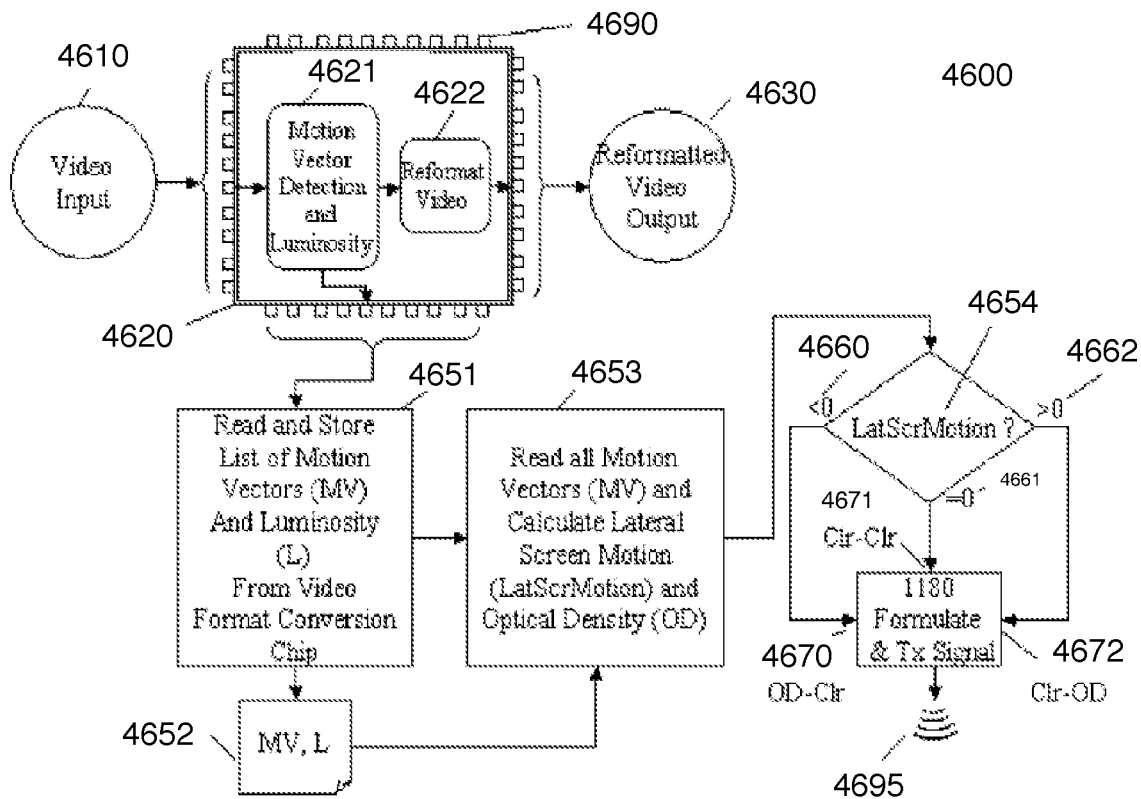 4690
4610
4621
4600
4622
4630
Video
Input
Motion
Vector
Detection
and
Luminosity
Reformat
Video
Reformatted
Video
Output
4620
4651
4653
4654
4660
4662
<0
>0
LatScrMotion ?
=0
4661
4671
Clr-Clr
Read and Store
List of Motion
Vectors (MV)
And Luminosity
(L)
From Video
Format Conversion
Chip
Read all Motion
Vectors (MV) and
Calculate Lateral
Screen Motion
(LatScrMotion) and
Optical Density (OD)
1180
Formulate
& Tx Signal
4670
OD-Clr
4672
Clr-OD
4652
MV, L
4695